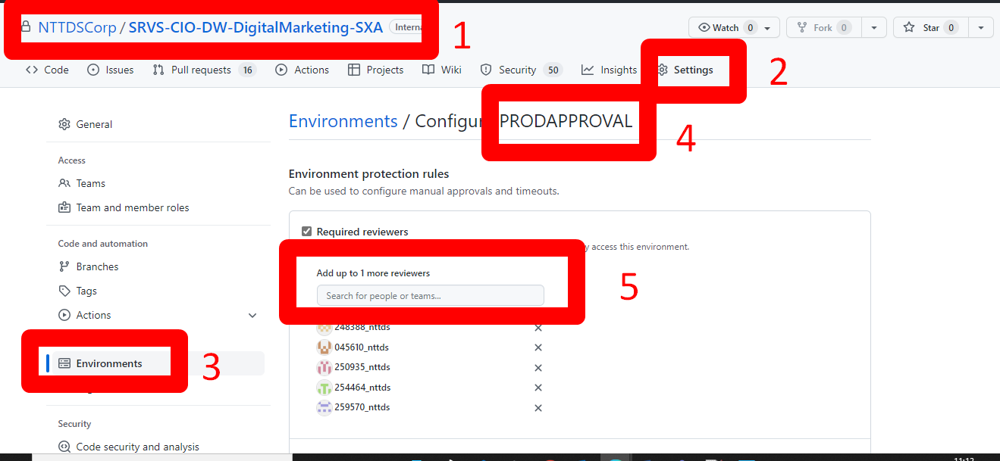 NTTDSCorp / SRVS-CIO-DW-DigitalMarketing-SXA
1
Watch 0
Fork 0
Star 0
Code
Issues
Pull requests 16
Actions
Projects
Wiki
Security 50
Insights
Settings
2
General
Environments / Configur PRODAPPROVAL
4
Access
Teams
Team and member roles
Environment protection rules
Can be used to configure manual approvals and timeouts.
Required reviewers
y access this environment.
Code and automation
Branches
Tags
Actions
Add up to 1 more reviewers
Search for people or teams...
5
248388_nttds
045610_nttds
250935_nttds
254464_nttds
259570_nttds
Environments
3
Security
Code security and analysis
11:12